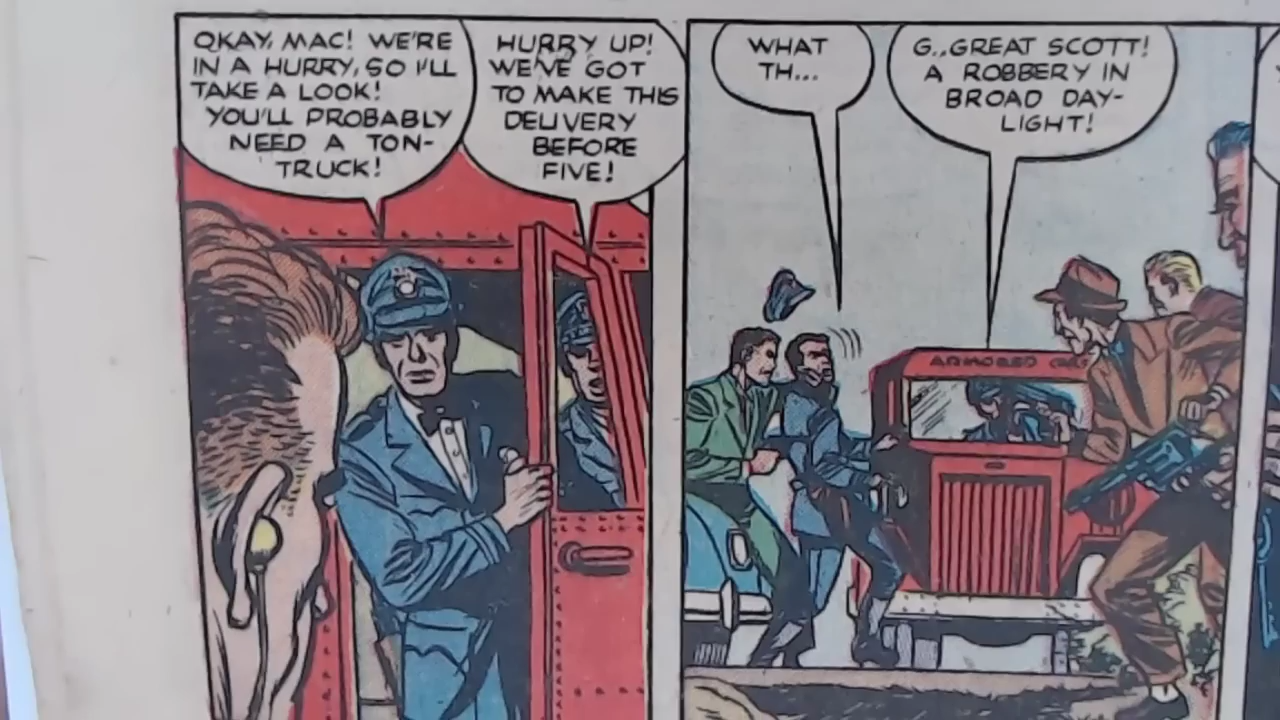 OKAY, MAC! WE'RE
IN A HURRY, SO I'LL
TAKE A LOOK!
YOU'LL PROBABLY
NEED A TON-
TRUCK!
HURRY UP!
WE'VE GOT
TO MAKE THIS
DELIVERY
BEFORE
FIVE!
WHAT
TH...
G..GREAT SCOTT!
A ROBBERY IN
BROAD DAY-
LIGHT!
ARMORED CAR